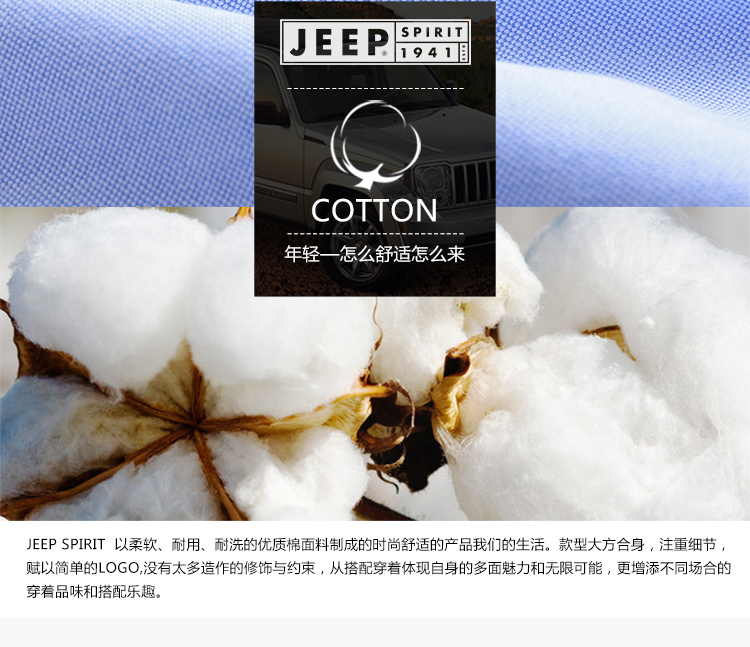 JEEP SPIRIT
1941
COTTON
年轻—怎么舒适怎么来
JEEP SPIRIT 以柔软、耐用、耐洗的优质棉面料制成的时尚舒适的产品我们的生活。款型大方合身，注重细节，
赋以简单的LOGO,没有太多造作的修饰与约束，从搭配穿着体现自身的多面魅力和无限可能，更增添不同场合的
穿着品味和搭配乐趣。